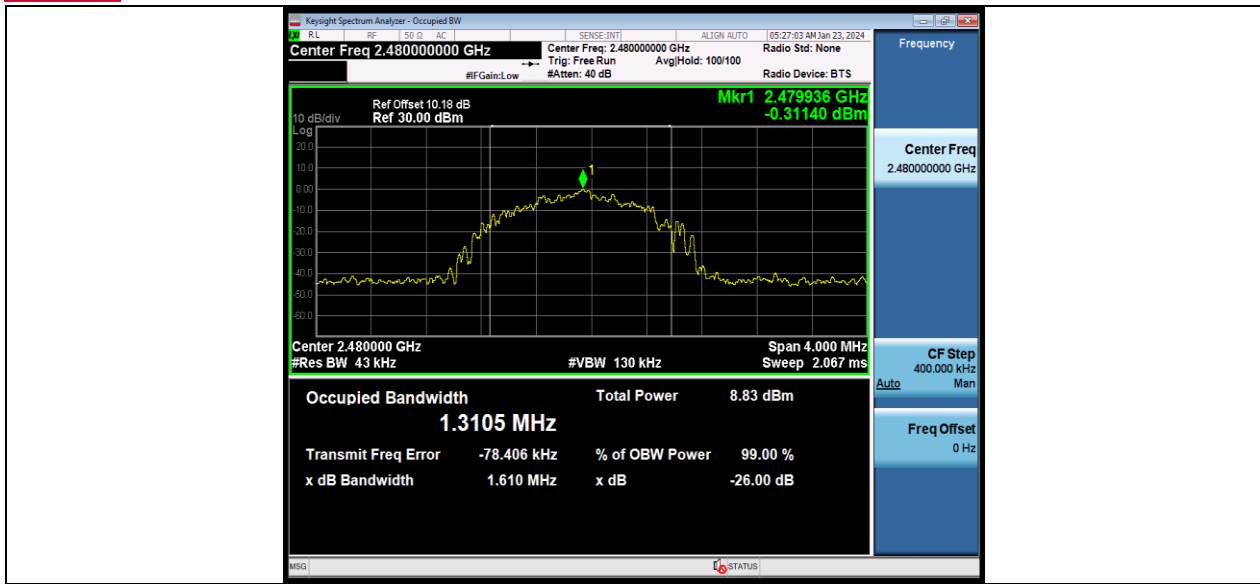 Keysight Spectrum Analyzer - Occupied BW
RL RF 50 Ω AC SENSE:INT ALIGN AUTO 05:27:03 AM Jan 23, 2024
Center Freq 2.480000000 GHz
Center Freq: 2.480000000 GHz Radio Std: None
Trig: Free Run Avg|Hold: 100/100
#IFGain:Low #Atten: 40 dB Radio Device: BTS
Frequency
Mkr1 2.479936 GHz
-0.31140 dBm
Ref Offset 10.18 dB
10 dB/div Ref 30.00 dBm
Log
20.0
10.0
0.00
-10.0
-20.0
-30.0
-40.0
-50.0
-60.0
1
Center 2.480000 GHz Span 4.000 MHz
#Res BW 43 kHz #VBW 130 kHz Sweep 2.067 ms
Center Freq
2.480000000 GHz
CF Step
400.000 kHz
Auto Man
Freq Offset
0 Hz
Occupied Bandwidth Total Power 8.83 dBm
1.3105 MHz
Transmit Freq Error -78.406 kHz % of OBW Power 99.00 %
x dB Bandwidth 1.610 MHz x dB -26.00 dB
MSG STATUS